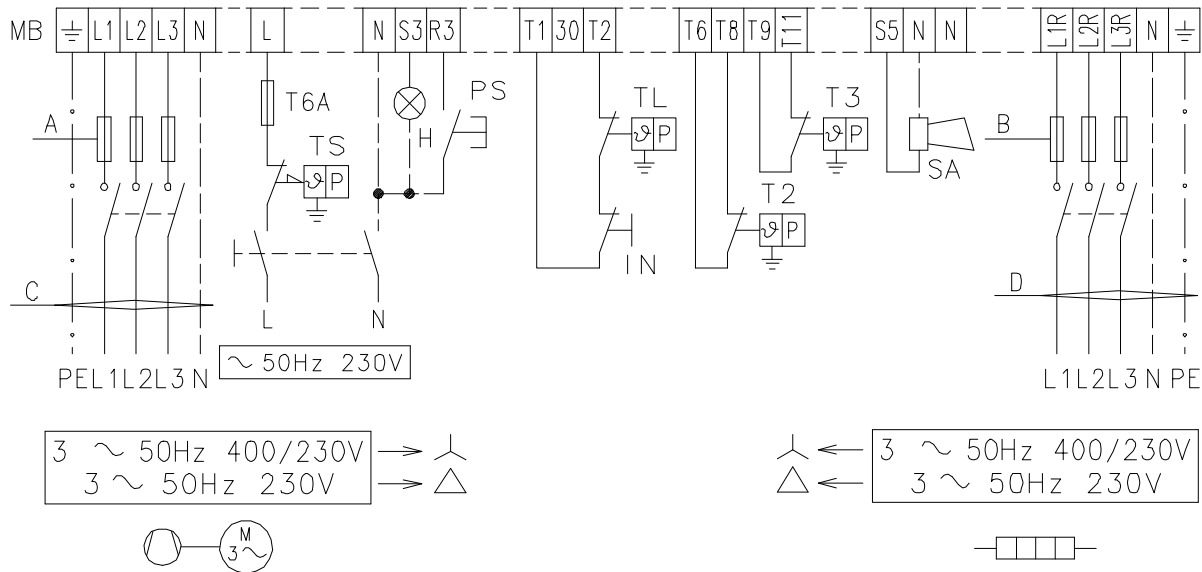 MB L1 L2 L3 N L N S3 R3 T1 30 T2 T6 T8 T9 T11 S5 N N L1R L2R L3R N
T6A PS TL T3
A H ϑ P ϑ P B
TS SA
ϑ P T2
ϑ P
IN
C D
L N
~ 50Hz 230V
PE L1 L2 L3 N L1 L2 L3 N PE
3 ~ 50Hz 400/230V 3 ~ 50Hz 400/230V
3 ~ 50Hz 230V 3 ~ 50Hz 230V
M
3 ~